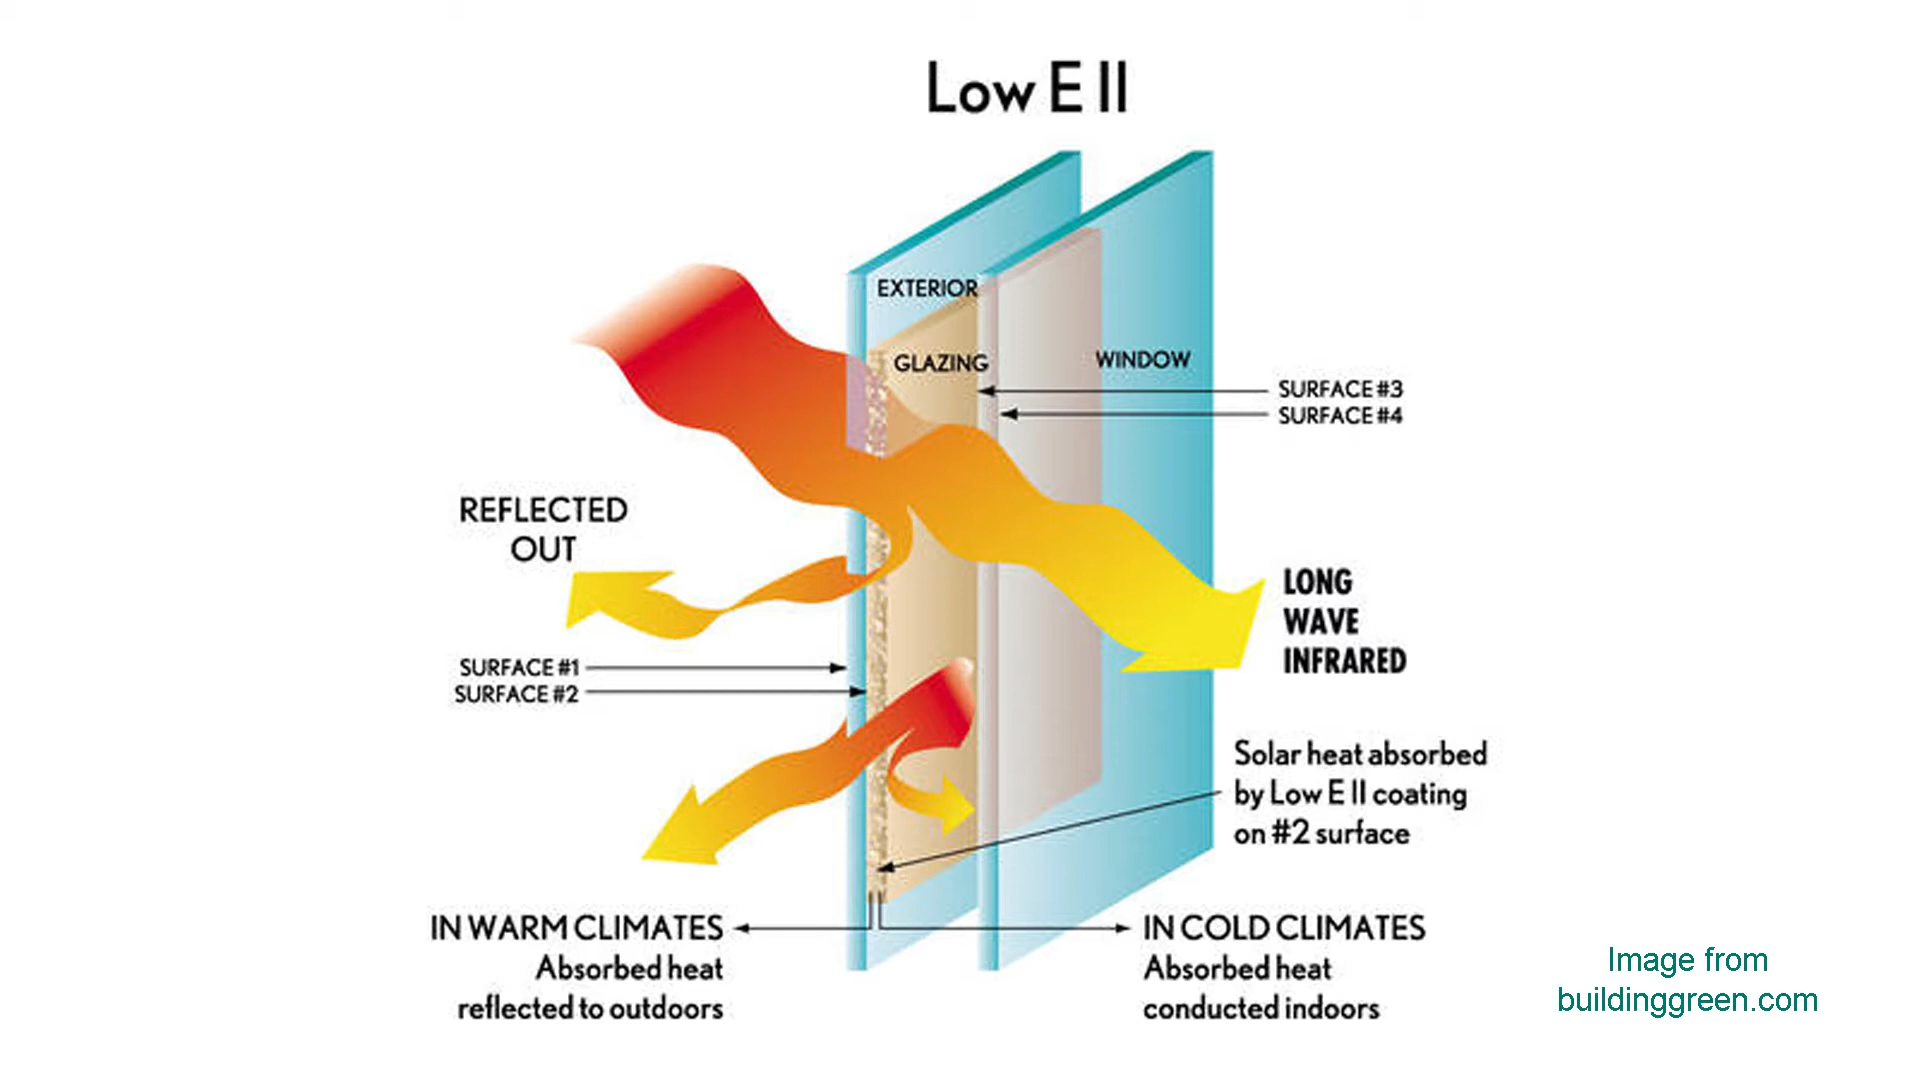 Low E II
EXTERIOR
GLAZING
WINDOW
SURFACE #3
SURFACE #4
REFLECTED
OUT
LONG
WAVE
INFRARED
SURFACE #1
SURFACE #2
Solar heat absorbed
by Low E II coating
on #2 surface
IN WARM CLIMATES
Absorbed heat
reflected to outdoors
IN COLD CLIMATES
Absorbed heat
conducted indoors
Image from
buildinggreen.com